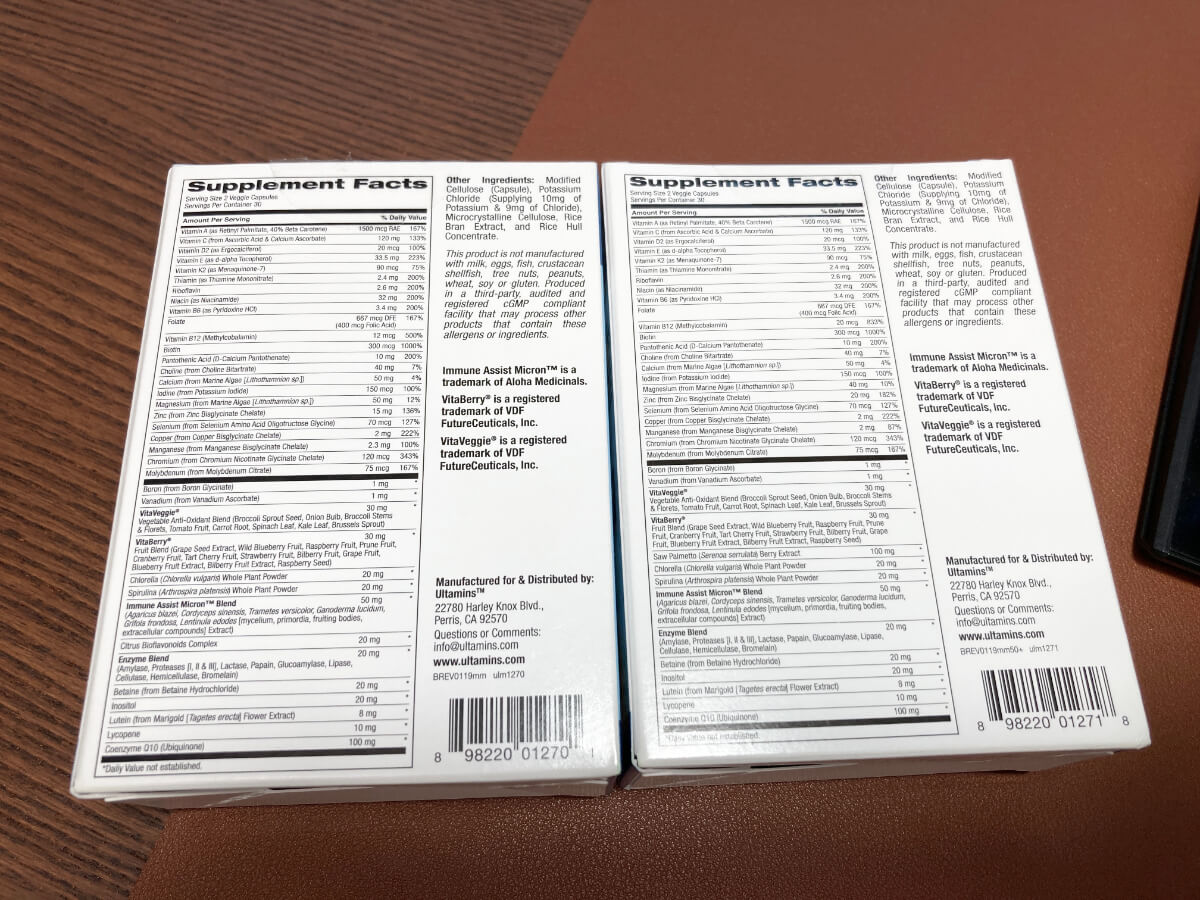 Supplement Facts
Serving Size 2 Veggie Capsules
Servings Per Container 30
Amount Per Serving % Daily Value
Vitamin A (as Retinyl Palmitate, 40% Beta Carotene) 1500 mcg RAE 167%
Vitamin C (from Ascorbic Acid & Calcium Ascorbate) 120 mg 133%
Vitamin D2 (as Ergocalciferol) 20 mcg 100%
Vitamin E (as d-alpha Tocopherol) 33.5 mg 223%
Vitamin K2 (as Menaquinone-7) 90 mcg 75%
Thiamin (as Thiamine Mononitrate) 2.4 mg 200%
Riboflavin 2.6 mg 200%
Niacin (as Niacinamide) 32 mg 200%
Vitamin B6 (as Pyridoxine HCl) 3.4 mg 200%
Folate 667 mcg DFE 167%
(400 mcg Folic Acid)
Vitamin B12 (Methylcobalamin) 12 mcg 500%
Biotin 300 mcg 1000%
Pantothenic Acid (D-Calcium Pantothenate) 10 mg 200%
Choline (from Choline Bitartrate) 40 mg 7%
Calcium (from Marine Algae [Lithothamnion sp.]) 50 mg 4%
Iodine (from Potassium Iodide) 150 mcg 100%
Magnesium (from Marine Algae [Lithothamnion sp.]) 50 mg 12%
Zinc (from Zinc Bisglycinate Chelate) 15 mg 136%
Selenium (from Selenium Amino Acid Oligofructose Glycine) 70 mcg 127%
Copper (from Copper Bisglycinate Chelate) 2 mg 222%
Manganese (from Manganese Bisglycinate Chelate) 2.3 mg 100%
Chromium (from Chromium Nicotinate Glycinate Chelate) 120 mcg 343%
Molybdenum (from Molybdenum Citrate) 75 mcg 167%
Boron (from Boron Glycinate) 1 mg *
Vanadium (from Vanadium Ascorbate) 1 mg *
VitaVeggie® 30 mg *
Vegetable Anti-Oxidant Blend (Broccoli Sprout Seed, Onion Bulb, Broccoli Stems
& Florets, Tomato Fruit, Carrot Root, Spinach Leaf, Kale Leaf, Brussels Sprout)
VitaBerry® 30 mg *
Fruit Blend (Grape Seed Extract, Wild Blueberry Fruit, Raspberry Fruit, Prune Fruit,
Cranberry Fruit, Tart Cherry Fruit, Strawberry Fruit, Bilberry Fruit, Grape Fruit,
Blueberry Fruit Extract, Bilberry Fruit Extract, Raspberry Seed)
Chlorella (Chlorella vulgaris) Whole Plant Powder 20 mg *
Spirulina (Arthrospira platensis) Whole Plant Powder 20 mg *
Immune Assist Micron™ Blend 50 mg *
(Agaricus blazei, Cordyceps sinensis, Trametes versicolor, Ganoderma lucidum,
Grifola frondosa, Lentinula edodes [mycelium, primordia, fruiting bodies,
extracellular compounds] Extract)
Citrus Bioflavonoids Complex 20 mg *
Enzyme Blend 20 mg *
(Amylase, Proteases [I, II & III], Lactase, Papain, Glucoamylase, Lipase,
Cellulase, Hemicellulase, Bromelain)
Betaine (from Betaine Hydrochloride) 20 mg *
Inositol 20 mg *
Lutein (from Marigold [Tagetes erecta] Flower Extract) 8 mg *
Lycopene 10 mg *
Coenzyme Q10 (Ubiquinone) 100 mg *
*Daily Value not established.
Other Ingredients: Modified
Cellulose (Capsule), Potassium
Chloride (Supplying 10mg of
Potassium & 9mg of Chloride),
Microcrystalline Cellulose, Rice
Bran Extract, and Rice Hull
Concentrate.
This product is not manufactured
with milk, eggs, fish, crustacean
shellfish, tree nuts, peanuts,
wheat, soy or gluten. Produced
in a third-party, audited and
registered cGMP compliant
facility that may process other
products that contain these
allergens or ingredients.
Immune Assist Micron™ is a
trademark of Aloha Medicinals.
VitaBerry® is a registered
trademark of VDF
FutureCeuticals, Inc.
VitaVeggie® is a registered
trademark of VDF
FutureCeuticals, Inc.
Manufactured for & Distributed by:
Ultamins™
22780 Harley Knox Blvd.,
Perris, CA 92570
Questions or Comments:
info@ultamins.com
www.ultamins.com
BREV0119mm ulm1270
8 98220 01270 1
Supplement Facts
Serving Size 2 Veggie Capsules
Servings Per Container 30
Amount Per Serving % Daily Value
Vitamin A (as Retinyl Palmitate, 40% Beta Carotene) 1500 mcg RAE 167%
Vitamin C (from Ascorbic Acid & Calcium Ascorbate) 120 mg 133%
Vitamin D2 (as Ergocalciferol) 20 mcg 100%
Vitamin E (as d-alpha Tocopherol) 33.5 mg 223%
Vitamin K2 (as Menaquinone-7) 90 mcg 75%
Thiamin (as Thiamine Mononitrate) 2.4 mg 200%
Riboflavin 2.6 mg 200%
Niacin (as Niacinamide) 32 mg 200%
Vitamin B6 (as Pyridoxine HCl) 3.4 mg 200%
Folate 667 mcg DFE 167%
(400 mcg Folic Acid)
Vitamin B12 (Methylcobalamin) 20 mcg 833%
Biotin 300 mcg 1000%
Pantothenic Acid (D-Calcium Pantothenate) 10 mg 200%
Choline (from Choline Bitartrate) 40 mg 7%
Calcium (from Marine Algae [Lithothamnion sp.]) 50 mg 4%
Iodine (from Potassium Iodide) 150 mcg 100%
Magnesium (from Marine Algae [Lithothamnion sp.]) 40 mg 10%
Zinc (from Zinc Bisglycinate Chelate) 20 mg 182%
Selenium (from Selenium Amino Acid Oligofructose Glycine) 70 mcg 127%
Copper (from Copper Bisglycinate Chelate) 2 mg 222%
Manganese (from Manganese Bisglycinate Chelate) 2 mg 87%
Chromium (from Chromium Nicotinate Glycinate Chelate) 120 mcg 343%
Molybdenum (from Molybdenum Citrate) 75 mcg 167%
Boron (from Boron Glycinate) 1 mg *
Vanadium (from Vanadium Ascorbate) 1 mg *
VitaVeggie® 30 mg *
Vegetable Anti-Oxidant Blend (Broccoli Sprout Seed, Onion Bulb, Broccoli Stems
& Florets, Tomato Fruit, Carrot Root, Spinach Leaf, Kale Leaf, Brussels Sprout)
VitaBerry® 30 mg *
Fruit Blend (Grape Seed Extract, Wild Blueberry Fruit, Raspberry Fruit, Prune
Fruit, Cranberry Fruit, Tart Cherry Fruit, Strawberry Fruit, Bilberry Fruit, Grape
Fruit, Blueberry Fruit Extract, Bilberry Fruit Extract, Raspberry Seed)
Saw Palmetto (Serenoa serrulata) Berry Extract 100 mg *
Chlorella (Chlorella vulgaris) Whole Plant Powder 20 mg *
Spirulina (Arthrospira platensis) Whole Plant Powder 20 mg *
Immune Assist Micron™ Blend 50 mg *
(Agaricus blazei, Cordyceps sinensis, Trametes versicolor, Ganoderma lucidum,
Grifola frondosa, Lentinula edodes [mycelium, primordia, fruiting bodies,
extracellular compounds] Extract)
Enzyme Blend 20 mg *
(Amylase, Proteases [I, II & III], Lactase, Papain, Glucoamylase, Lipase,
Cellulase, Hemicellulase, Bromelain)
Betaine (from Betaine Hydrochloride) 20 mg *
Inositol 20 mg *
Lutein (from Marigold [Tagetes erecta] Flower Extract) 8 mg *
Lycopene 10 mg *
Coenzyme Q10 (Ubiquinone) 100 mg *
*Daily Value not established.
Other Ingredients: Modified
Cellulose (Capsule), Potassium
Chloride (Supplying 10mg of
Potassium & 9mg of Chloride),
Microcrystalline Cellulose, Rice
Bran Extract, and Rice Hull
Concentrate.
This product is not manufactured
with milk, eggs, fish, crustacean
shellfish, tree nuts, peanuts,
wheat, soy or gluten. Produced
in a third-party, audited and
registered cGMP compliant
facility that may process other
products that contain these
allergens or ingredients.
Immune Assist Micron™ is a
trademark of Aloha Medicinals.
VitaBerry® is a registered
trademark of VDF
FutureCeuticals, Inc.
VitaVeggie® is a registered
trademark of VDF
FutureCeuticals, Inc.
Manufactured for & Distributed by:
Ultamins™
22780 Harley Knox Blvd.,
Perris, CA 92570
Questions or Comments:
info@ultamins.com
www.ultamins.com
BREV0119mm50+ ulm1271
8 98220 01271 8